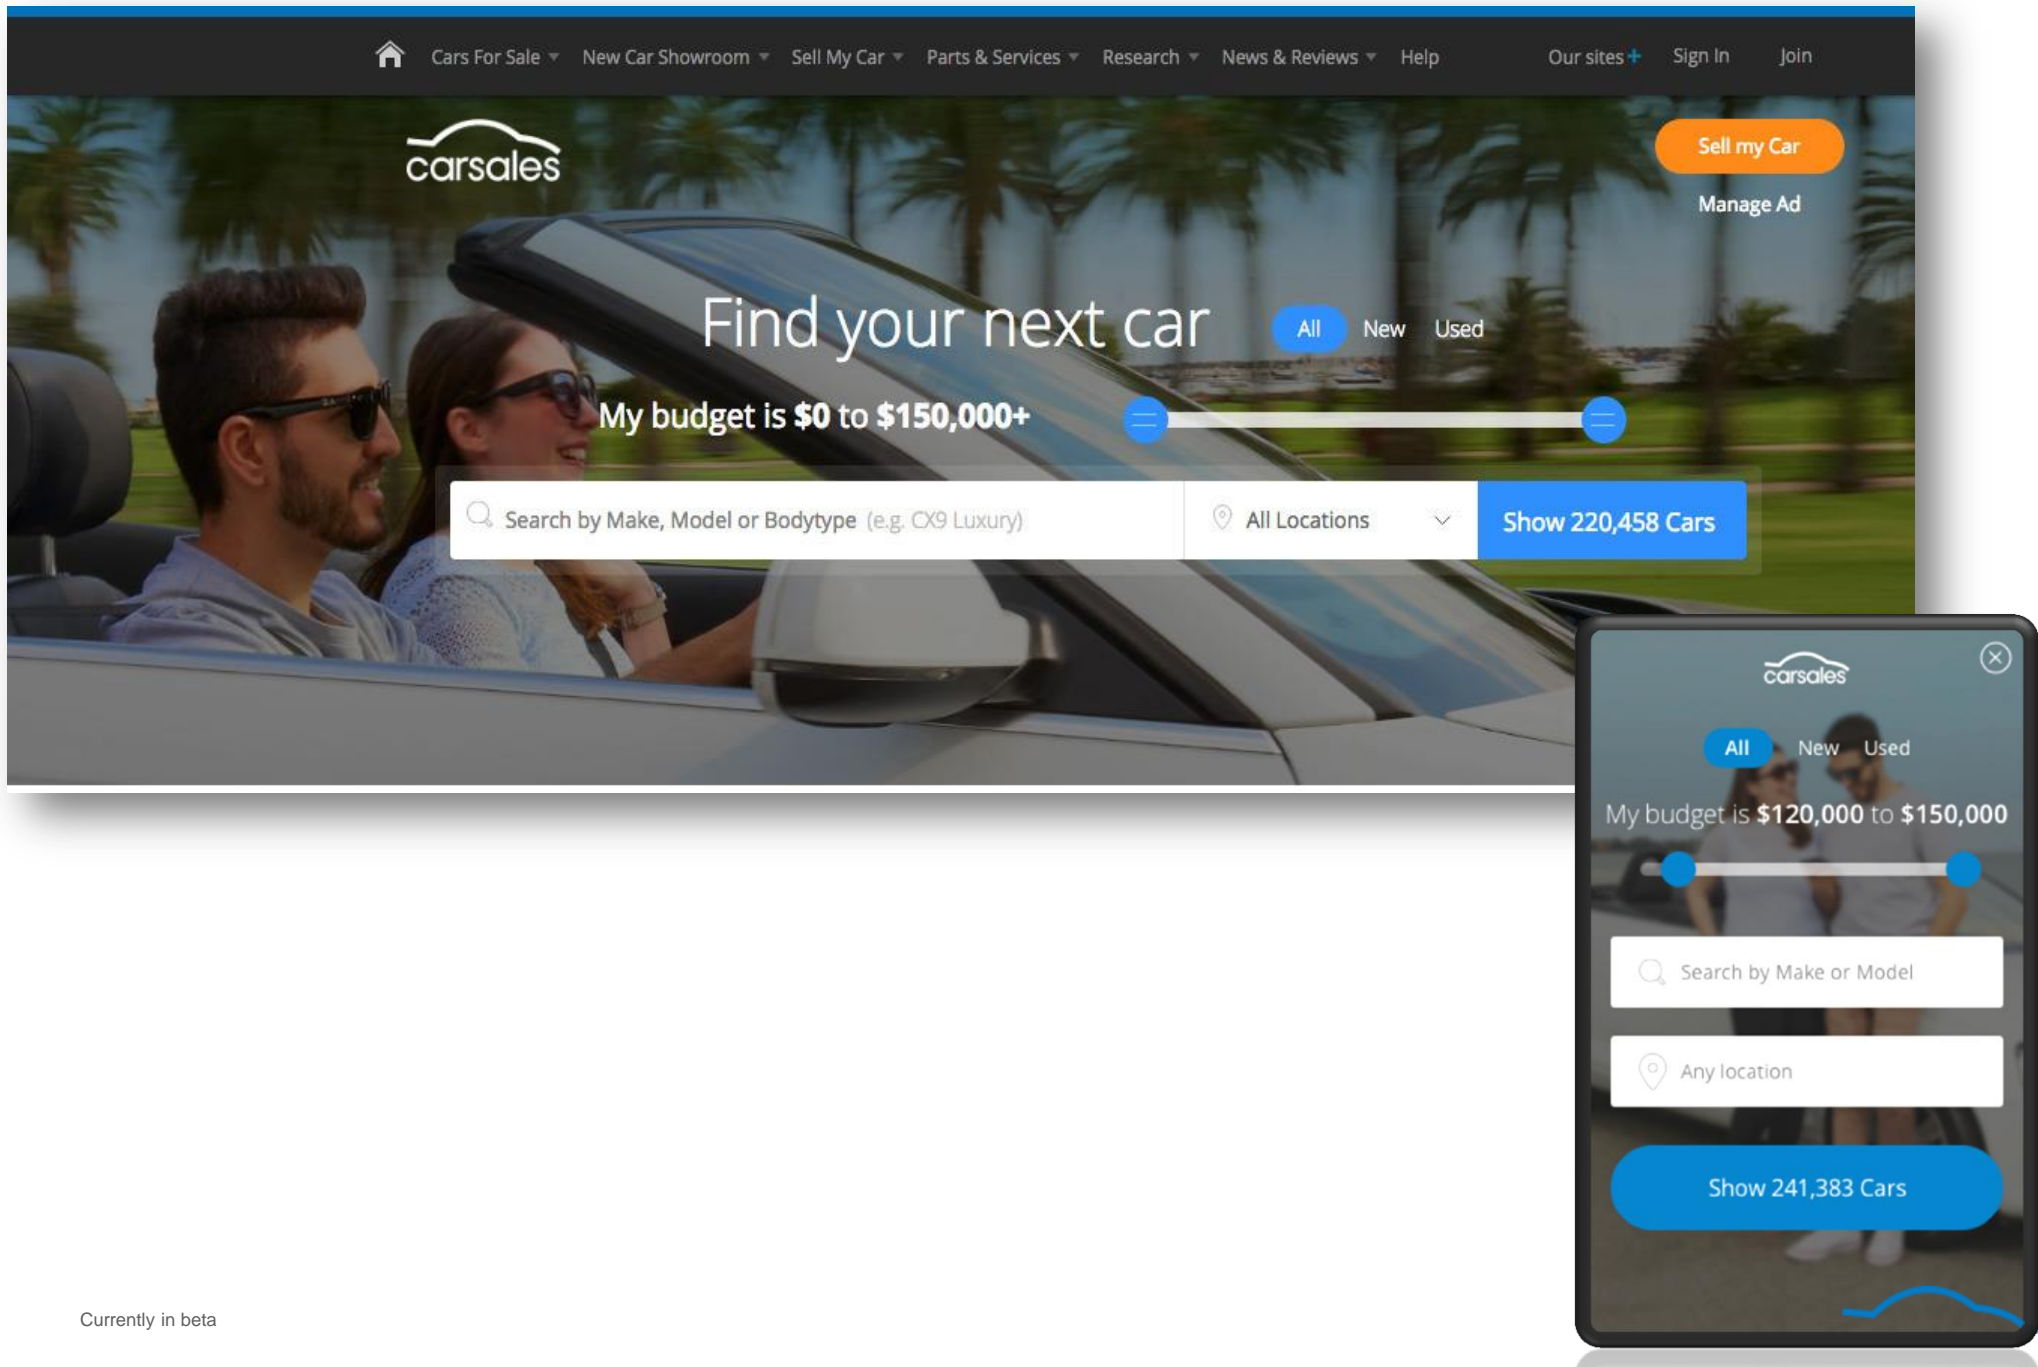 Cars For Sale New Car Showroom Sell My Car Parts & Services Research News & Reviews Help Our sites+ Sign In Join
carsales
Sell my Car
Manage Ad
Find your next car All New Used
My budget is $0 to $150,000+
Search by Make, Model or Bodytype (e.g. CX9 Luxury) All Locations Show 220,458 Cars
carsales
All New Used
My budget is $120,000 to $150,000
Search by Make or Model
Any location
Show 241,383 Cars
Currently in beta